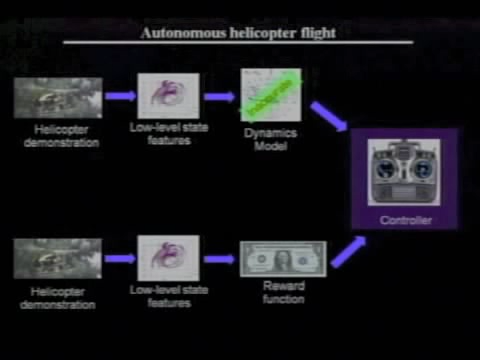 Autonomous helicopter flight
Helicopter
demonstration
Low-level state
features
Dynamics
Model
Controller
Helicopter
demonstration
Low-level state
features
Reward
function